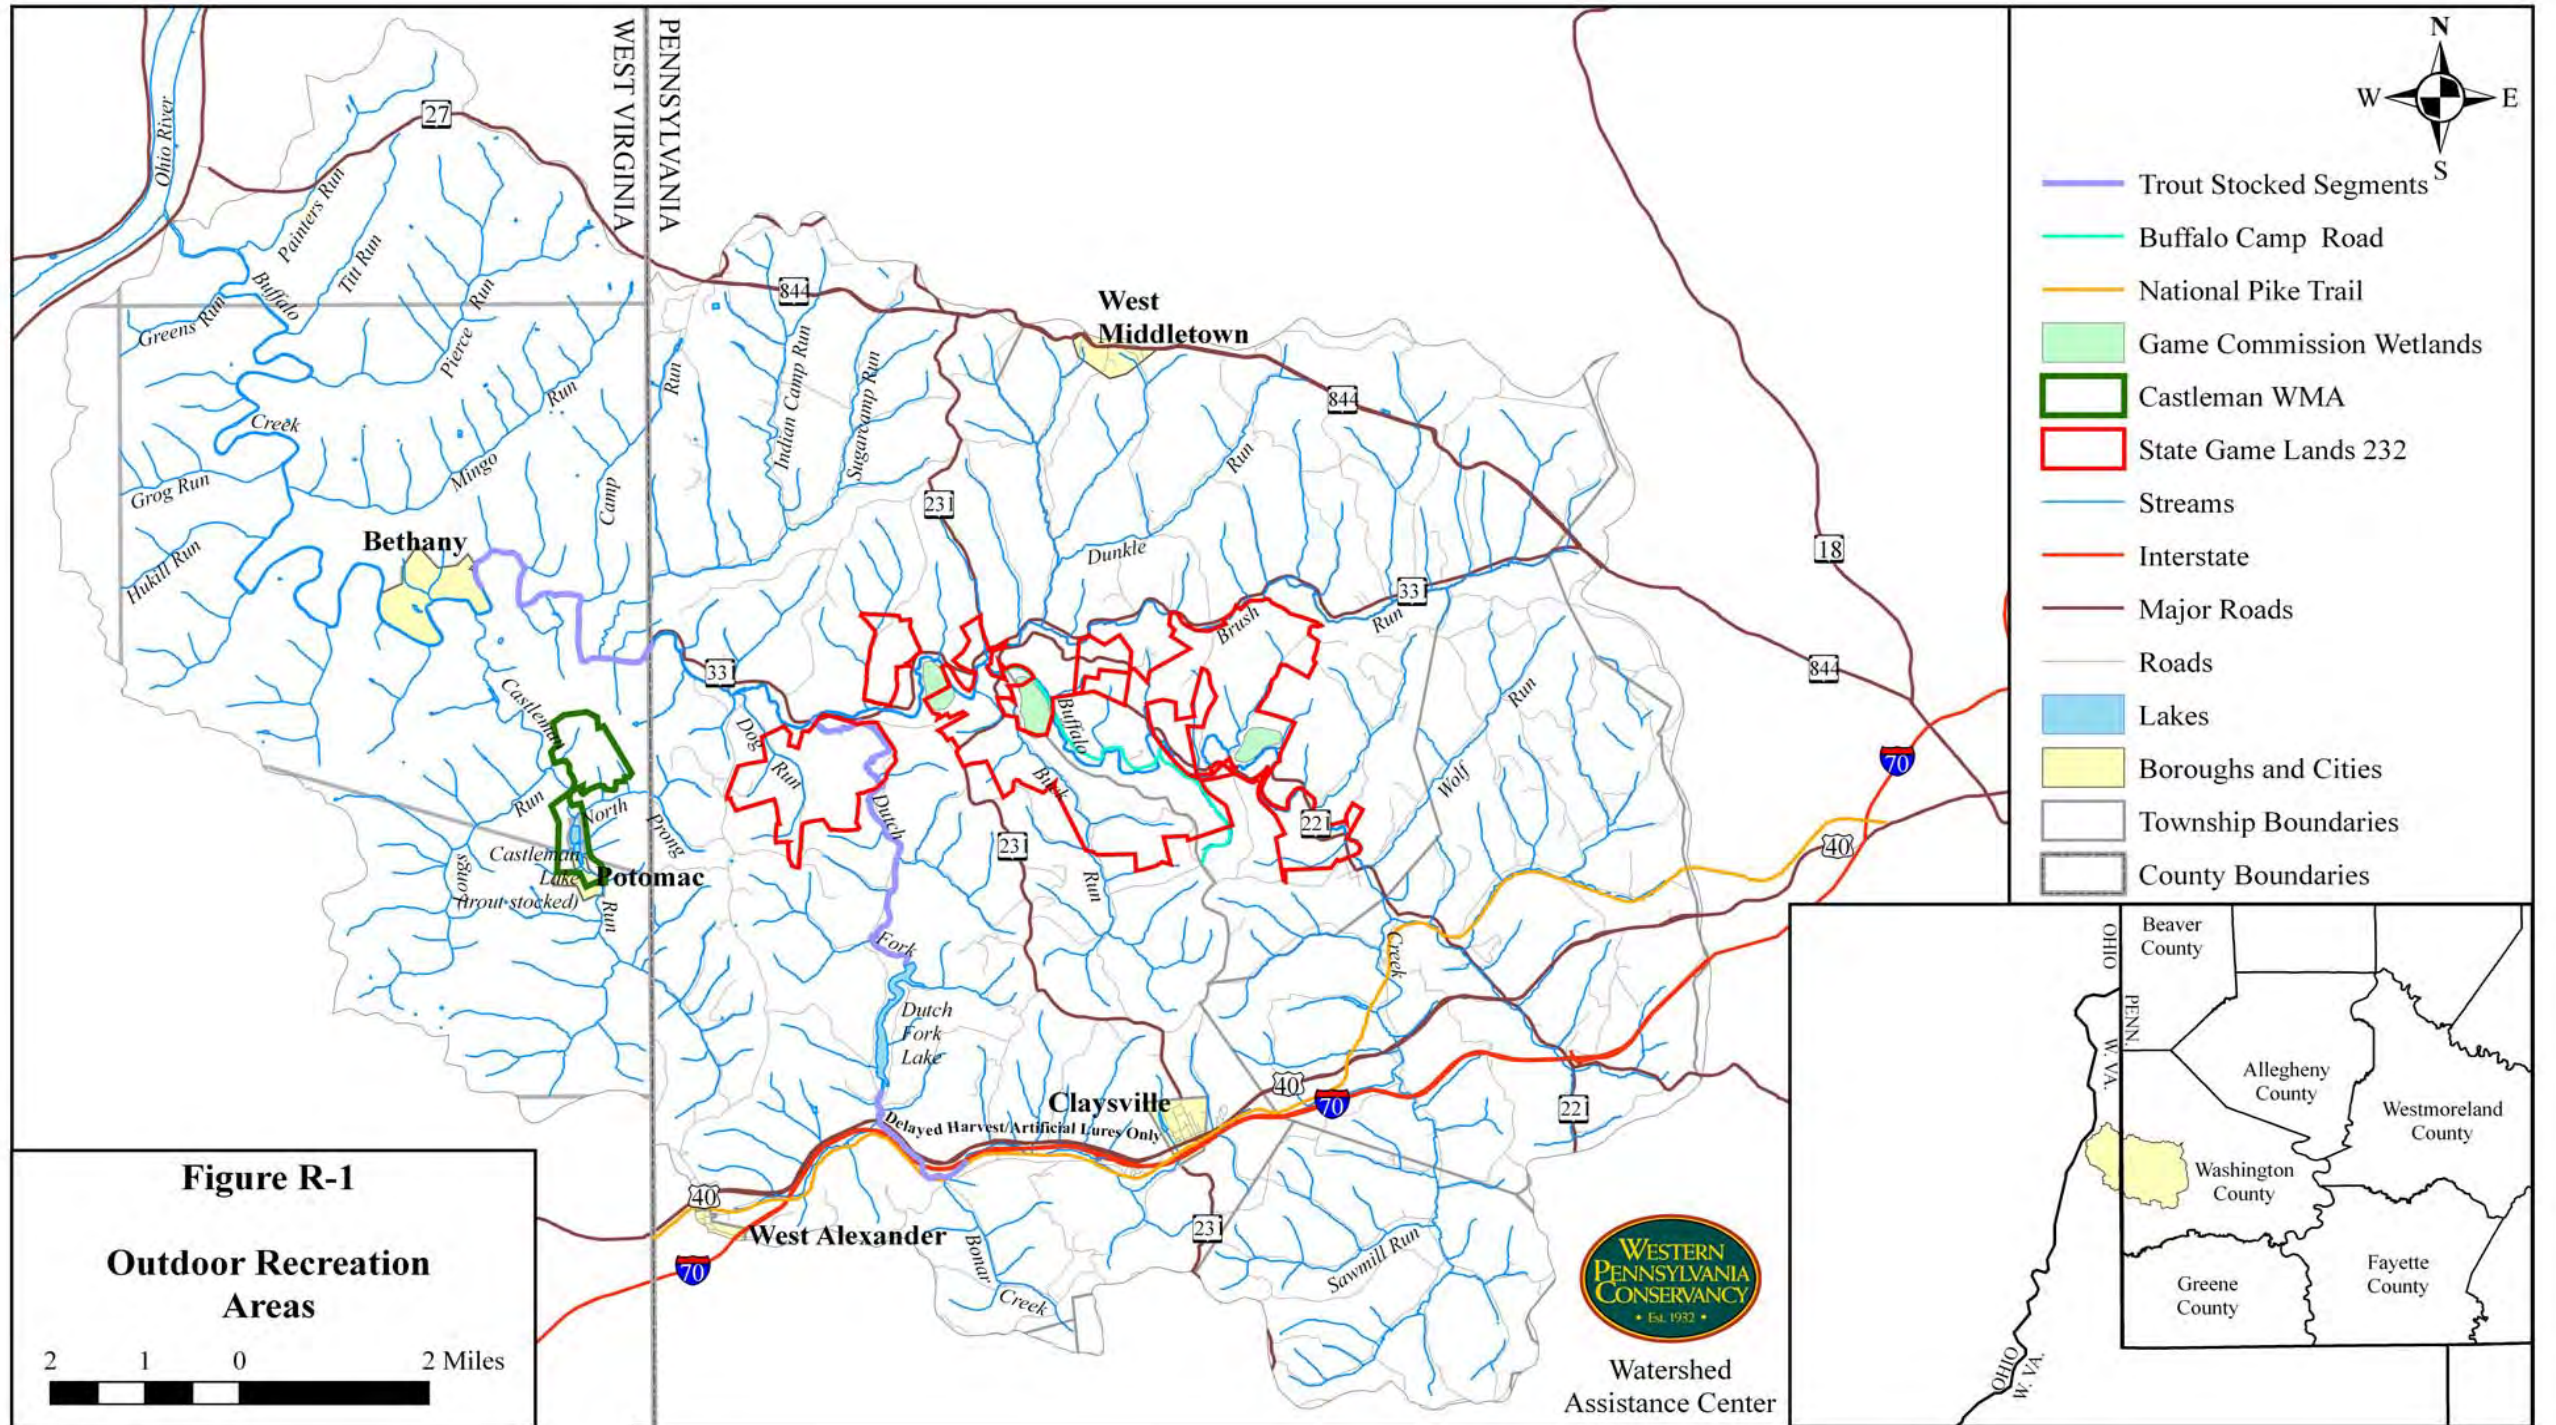 WEST VIRGINIA
PENNSYLVANIA
Ohio River
27
Painters Run
Titt Run
Buffalo
Greens Run
Pierce
Run
Creek
Mingo
Run
Grog Run
Hukill Run
Camp
Run
Bethany
844
Indian Camp Run
Sugarcamp Run
West
Middletown
844
Run
231
Dunkle
331
Brush
Run
18
844
331
Dog
Run
Castleman
Run
North
Prong
Castleman
Lake
(trout stocked)
Potomac
Run
Longs
Buffalo
Buck
Run
Dutch
Fork
231
Wolf
Run
221
40
70
Creek
Dutch
Fork
Lake
Claysville
Delayed Harvest/Artificial Lures Only
40
70
221
40
West Alexander
70
Bonar
Creek
231
Sawmill Run
N
W
E
S
Trout Stocked Segments
Buffalo Camp Road
National Pike Trail
Game Commission Wetlands
Castleman WMA
State Game Lands 232
Streams
Interstate
Major Roads
Roads
Lakes
Boroughs and Cities
Township Boundaries
County Boundaries
OHIO
PENN.
W. VA.
Beaver
County
Allegheny
County
Westmoreland
County
Washington
County
Fayette
County
Greene
County
OHIO
W. VA.
Figure R-1
Outdoor Recreation
Areas
2 1 0 2 Miles
WESTERN
PENNSYLVANIA
CONSERVANCY
• Est. 1932 •
Watershed
Assistance Center